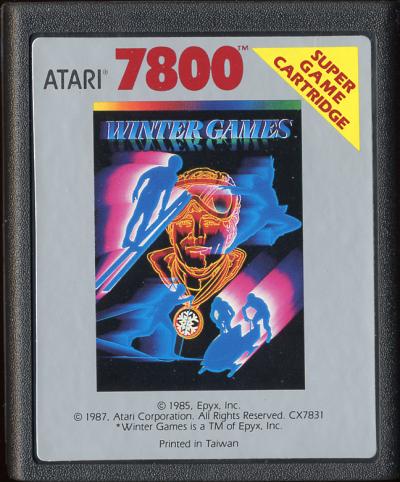 ATARI® 7800™
SUPER
GAME
CARTRIDGE
WINTER GAMES*
© 1985, Epyx, Inc.
© 1987, Atari Corporation. All Rights Reserved. CX7831
*Winter Games is a TM of Epyx, Inc.
Printed in Taiwan